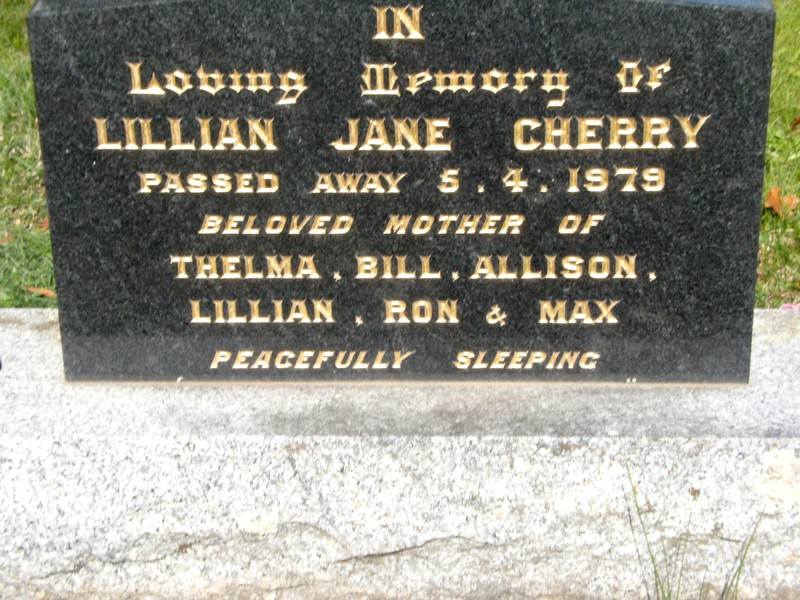 IN
Loving Memory Of
LILLIAN JANE CHERRY
PASSED AWAY 5.4.1979
BELOVED MOTHER OF
THELMA, BILL, ALLISON,
LILLIAN, RON & MAX
PEACEFULLY SLEEPING